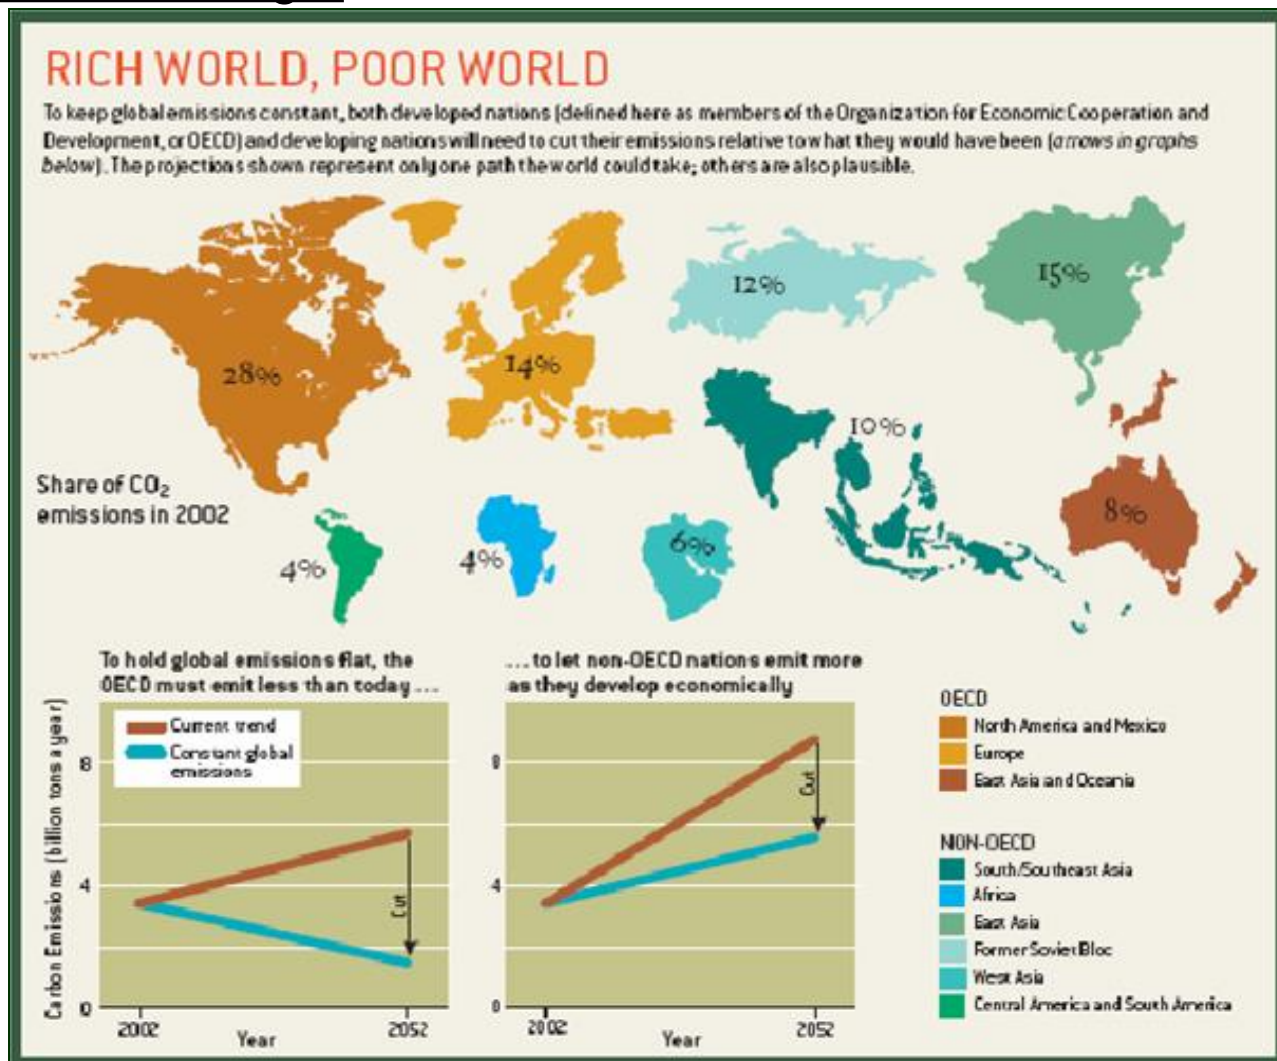 RICH WORLD, POOR WORLD
To keep global emissions constant, both developed nations (defined here as members of the Organization for Economic Cooperation and
Development, or OECD) and developing nations will need to cut their emissions relative to what they would have been (arrows in graphs
below). The projections shown represent only one path the world could take; others are also plausible.
28%
14%
12%
15%
10%
8%
Share of CO₂
emissions in 2002
4%
4%
6%
To hold global emissions flat, the
OECD must emit less than today ...
Carbon Emissions (billion tons a year)
Current trend
Constant global
emissions
8
4
0
Cut
2002
2052
Year
... to let non-OECD nations emit more
as they develop economically
8
4
0
Cut
2002
2052
Year
OECD
North America and Mexico
Europe
East Asia and Oceania
NON-OECD
South/Southeast Asia
Africa
East Asia
Former Soviet Bloc
West Asia
Central America and South America